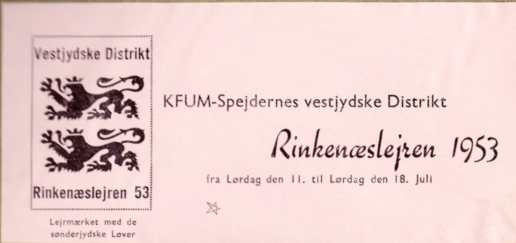 Vestjydske Distrikt
Rinkenæslejren 53
Lejrmærket med de
sønderjydske Løver
KFUM-Spejdernes vestjydske Distrikt
Rinkenæslejren 1953
fra Lørdag den 11. til Lørdag den 18. Juli